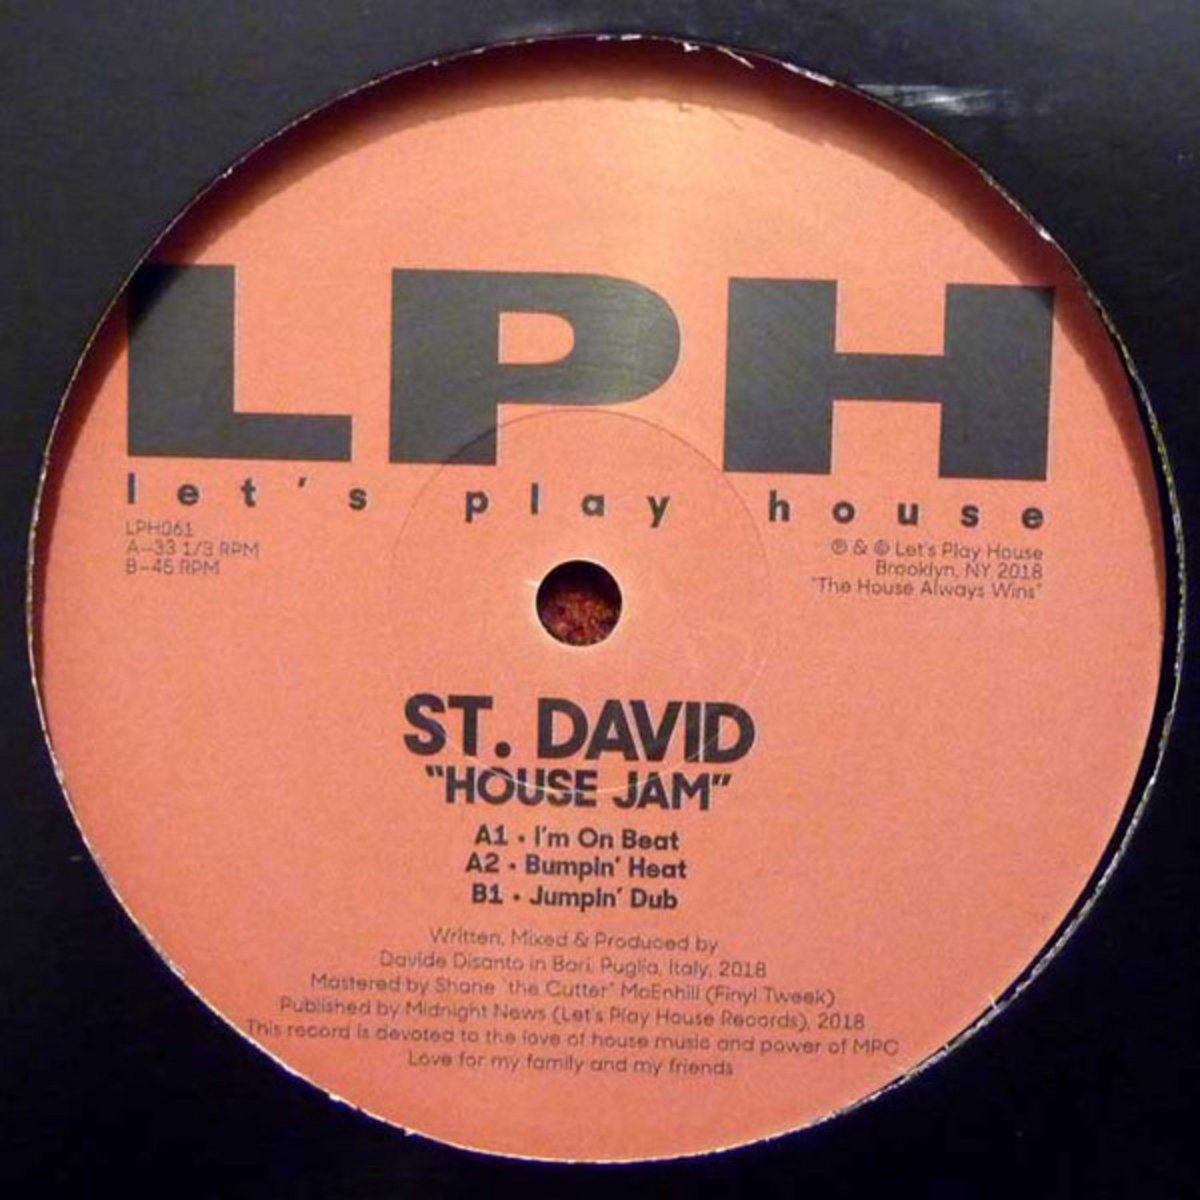 LPH
let's play house
LPH061
A–33 1/3 RPM
B–45 RPM
℗ & © Let's Play House
Brooklyn, NY 2018
"The House Always Wins"
ST. DAVID
"HOUSE JAM"
A1 • I'm On Beat
A2 • Bumpin' Heat
B1 • Jumpin' Dub
Written, Mixed & Produced by
Davide Disanto in Bari, Puglia, Italy, 2018
Mastered by Shane 'the Cutter' McEnhill (Finyl Tweek)
Published by Midnight News (Let's Play House Records), 2018
This record is devoted to the love of house music and power of MPC
Love for my family and my friends